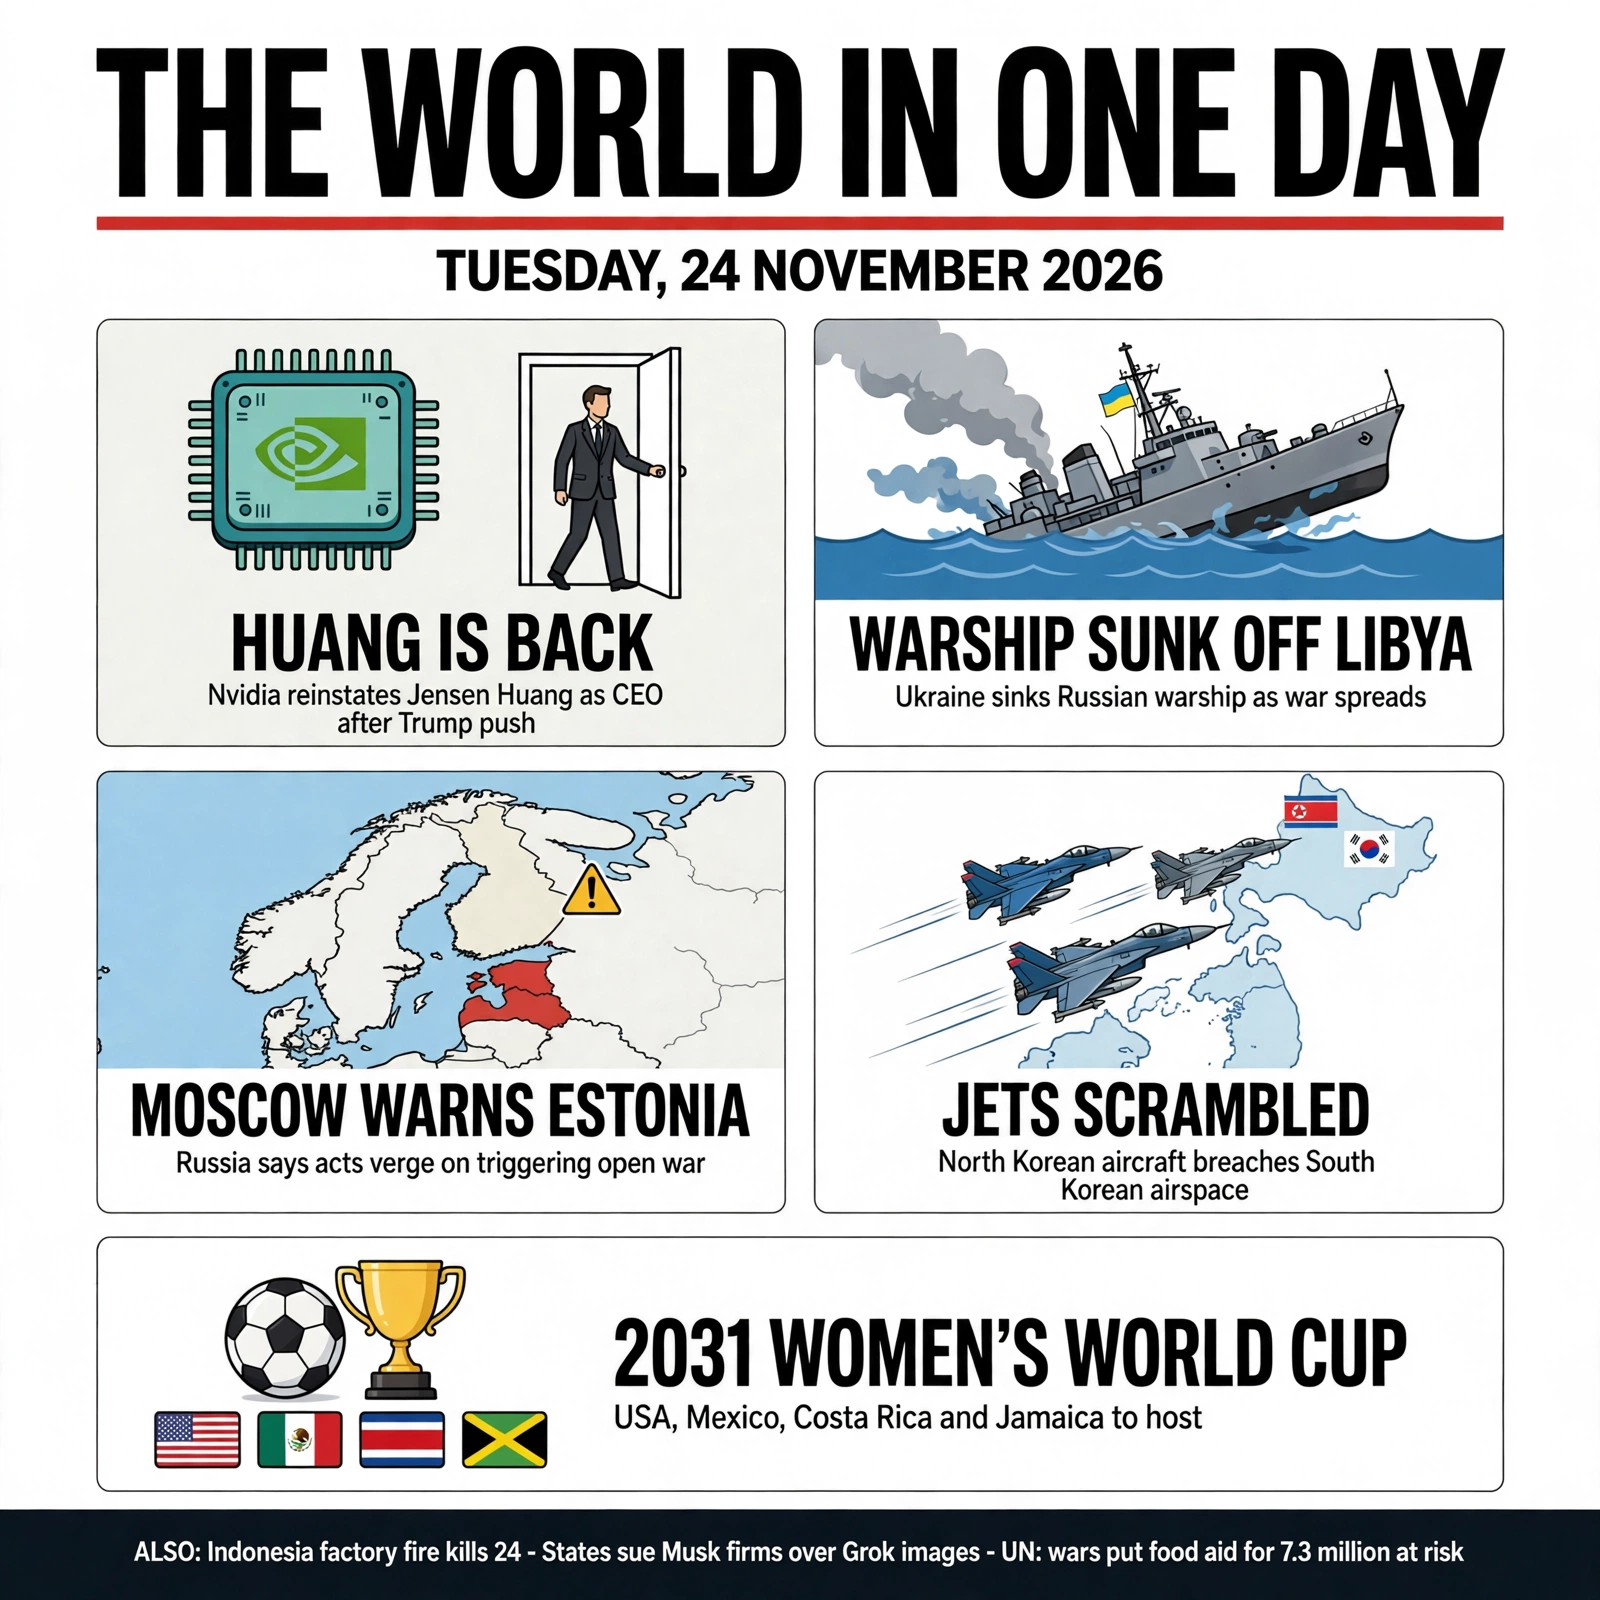 THE WORLD IN ONE DAY
TUESDAY, 24 NOVEMBER 2026
HUANG IS BACK
Nvidia reinstates Jensen Huang as CEO
after Trump push
WARSHIP SUNK OFF LIBYA
Ukraine sinks Russian warship as war spreads
MOSCOW WARNS ESTONIA
Russia says acts verge on triggering open war
JETS SCRAMBLED
North Korean aircraft breaches South
Korean airspace
2031 WOMEN'S WORLD CUP
USA, Mexico, Costa Rica and Jamaica to host
ALSO: Indonesia factory fire kills 24 - States sue Musk firms over Grok images - UN: wars put food aid for 7.3 million at risk